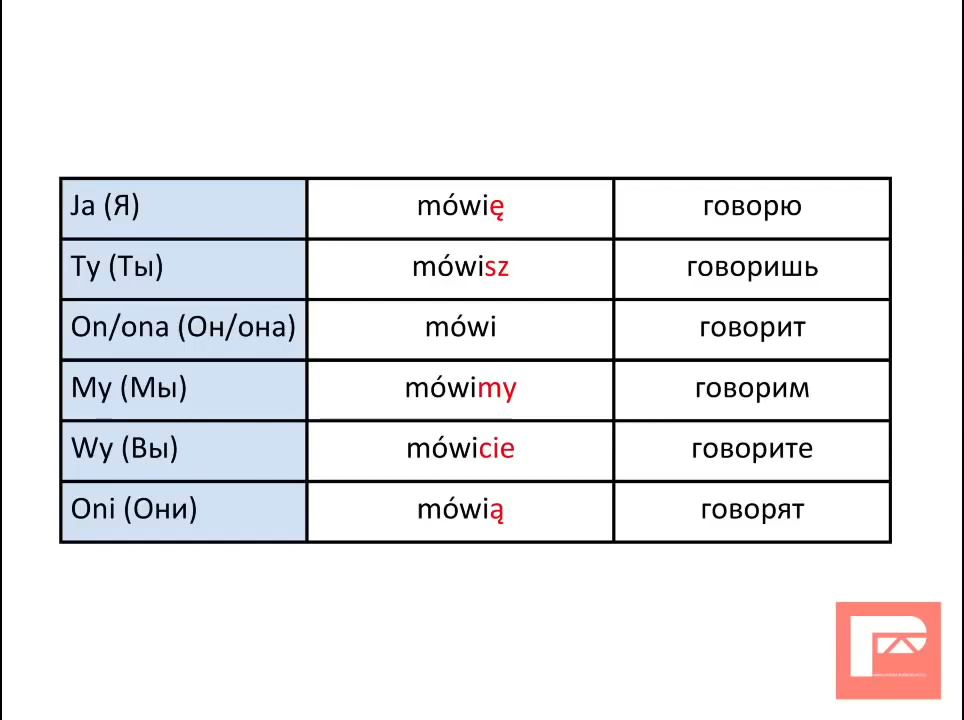 Ja (Я) mówię говорю
Ty (Ты) mówisz говоришь
On/ona (Он/она) mówi говорит
My (Мы) mówimy говорим
Wy (Вы) mówicie говорите
Oni (Они) mówią говорят